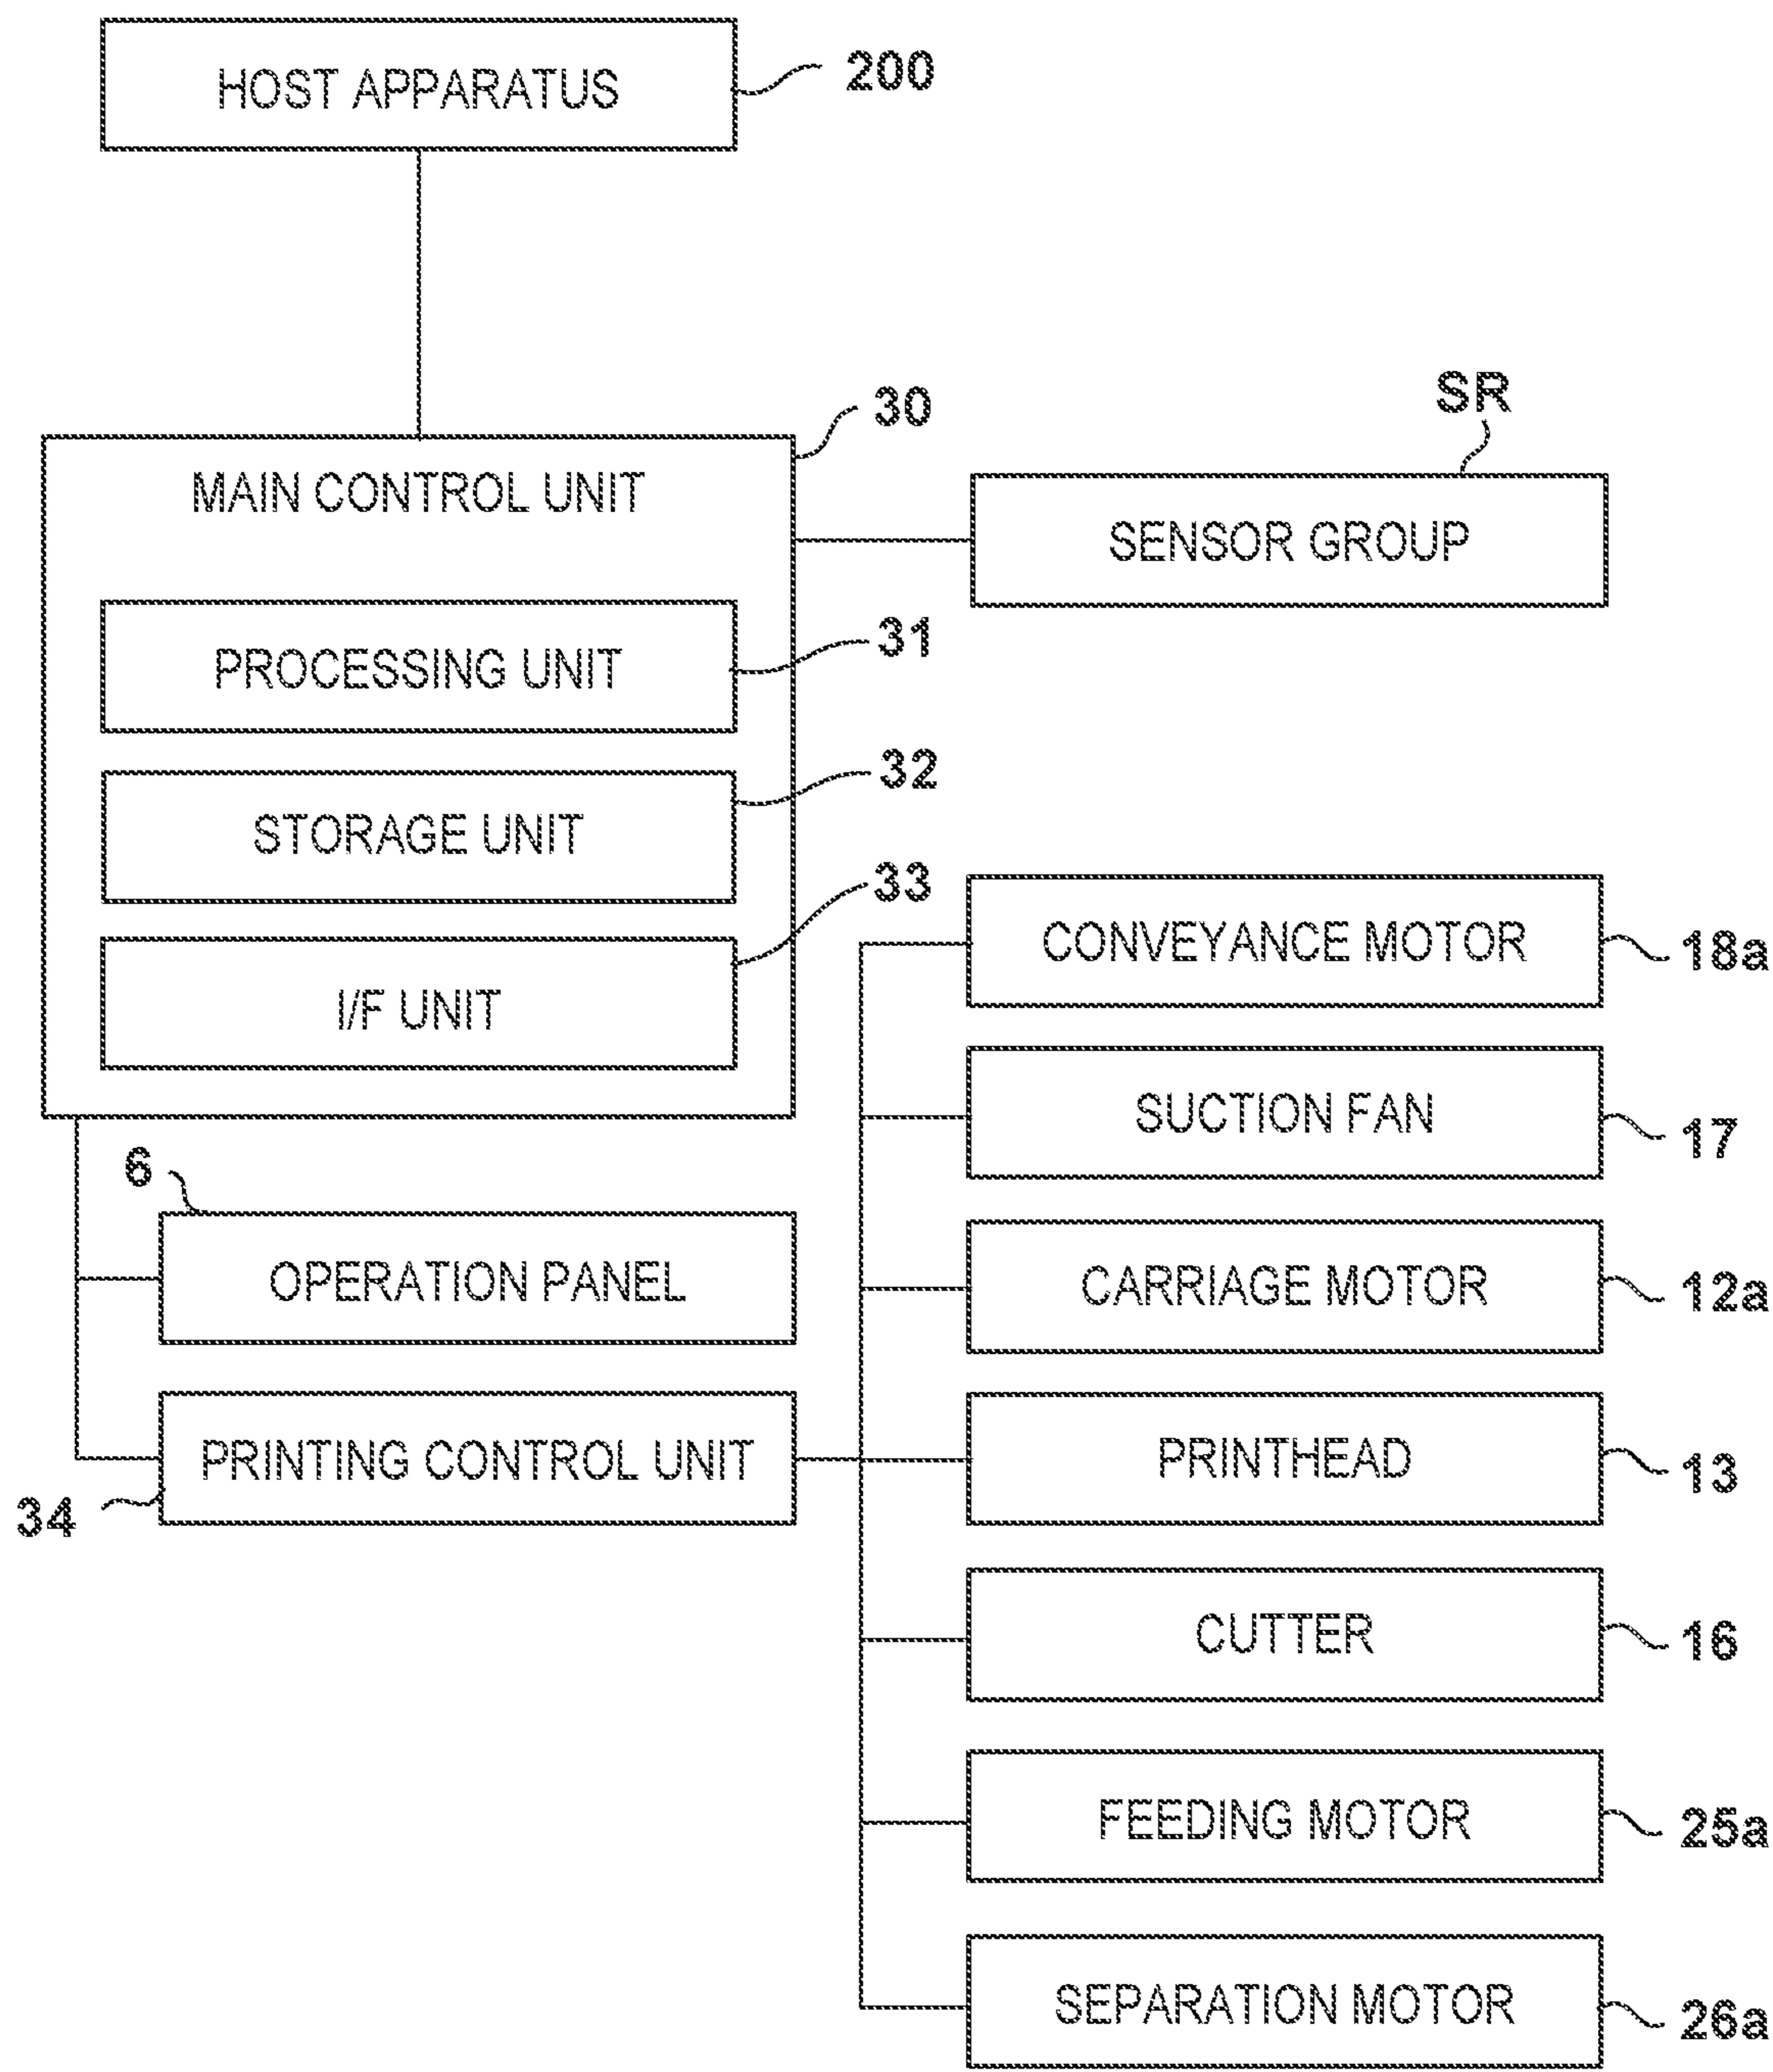 HOST APPARATUS
200
30
MAIN CONTROL UNIT
SR
SENSOR GROUP
PROCESSING UNIT
31
STORAGE UNIT
32
I/F UNIT
33
6
OPERATION PANEL
PRINTING CONTROL UNIT
34
CONVEYANCE MOTOR
18a
SUCTION FAN
17
CARRIAGE MOTOR
12a
PRINTHEAD
13
CUTTER
16
FEEDING MOTOR
25a
SEPARATION MOTOR
26a